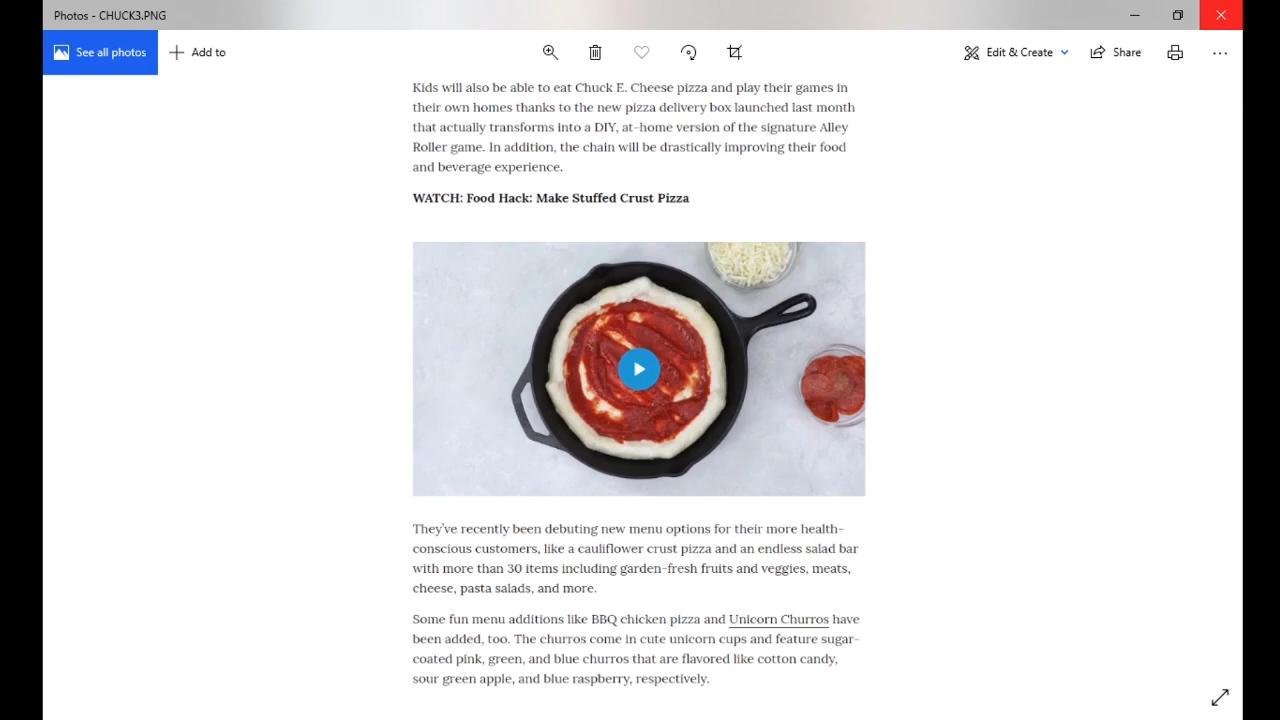 Photos - CHUCK3.PNG
See all photos
Add to
Edit & Create
Share
Kids will also be able to eat Chuck E. Cheese pizza and play their games in
their own homes thanks to the new pizza delivery box launched last month
that actually transforms into a DIY, at-home version of the signature Alley
Roller game. In addition, the chain will be drastically improving their food
and beverage experience.
WATCH: Food Hack: Make Stuffed Crust Pizza
They've recently been debuting new menu options for their more health-
conscious customers, like a cauliflower crust pizza and an endless salad bar
with more than 30 items including garden-fresh fruits and veggies, meats,
cheese, pasta salads, and more.
Some fun menu additions like BBQ chicken pizza and Unicorn Churros have
been added, too. The churros come in cute unicorn cups and feature sugar-
coated pink, green, and blue churros that are flavored like cotton candy,
sour green apple, and blue raspberry, respectively.